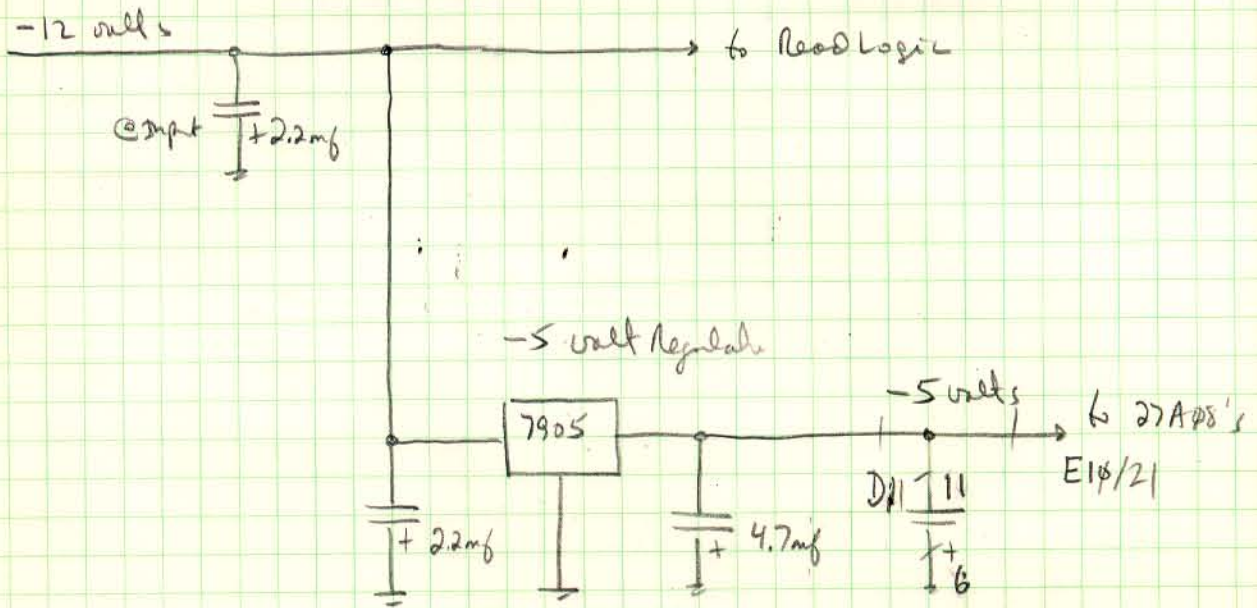 -12 volts
to Read Logic
@Input
+ 2.2mf
-5 volt Regulator
7905
-5 volts
to 27A08's
E10/21
+ 2.2mf
+ 4.7mf
D11 11
+
6